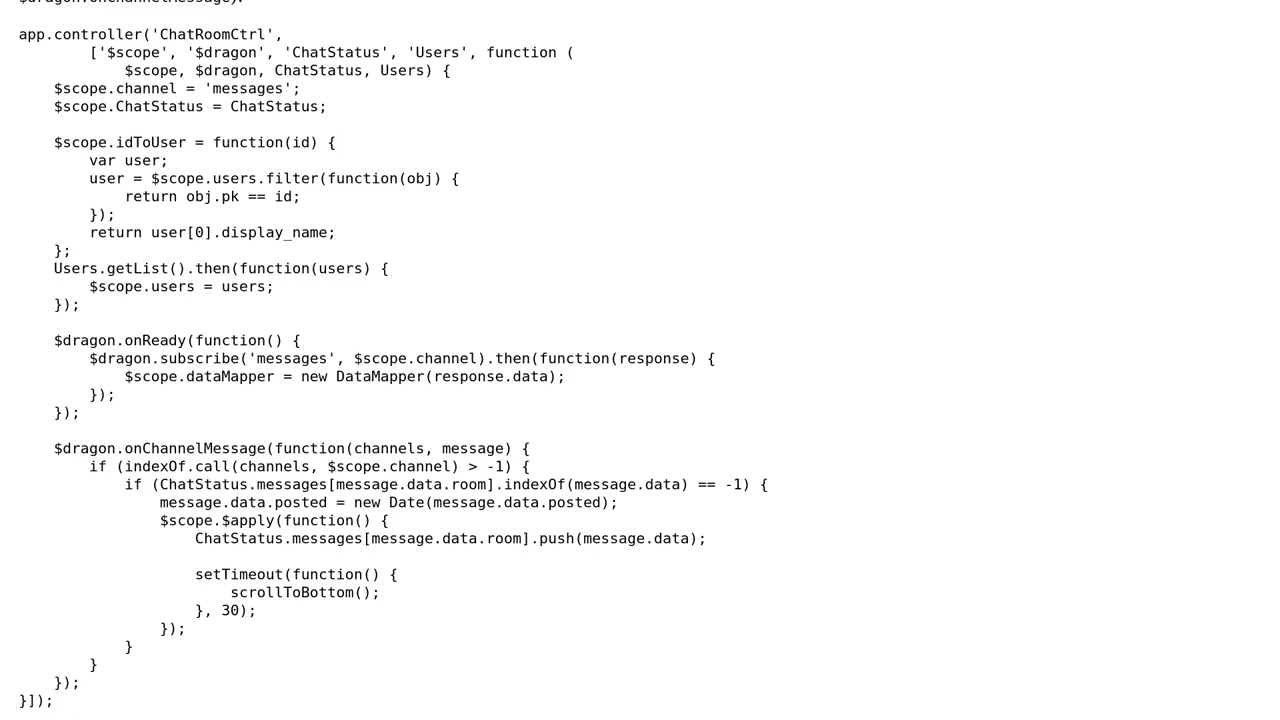 $dragon.onChannelMessage).
app.controller('ChatRoomCtrl',
        ['$scope', '$dragon', 'ChatStatus', 'Users', function (
            $scope, $dragon, ChatStatus, Users) {
    $scope.channel = 'messages';
    $scope.ChatStatus = ChatStatus;

    $scope.idToUser = function(id) {
        var user;
        user = $scope.users.filter(function(obj) {
            return obj.pk == id;
        });
        return user[0].display_name;
    };
    Users.getList().then(function(users) {
        $scope.users = users;
    });

    $dragon.onReady(function() {
        $dragon.subscribe('messages', $scope.channel).then(function(response) {
            $scope.dataMapper = new DataMapper(response.data);
        });
    });

    $dragon.onChannelMessage(function(channels, message) {
        if (indexOf.call(channels, $scope.channel) > -1) {
            if (ChatStatus.messages[message.data.room].indexOf(message.data) == -1) {
                message.data.posted = new Date(message.data.posted);
                $scope.$apply(function() {
                    ChatStatus.messages[message.data.room].push(message.data);

                    setTimeout(function() {
                        scrollToBottom();
                    }, 30);
                });
            }
        }
    });
}]);